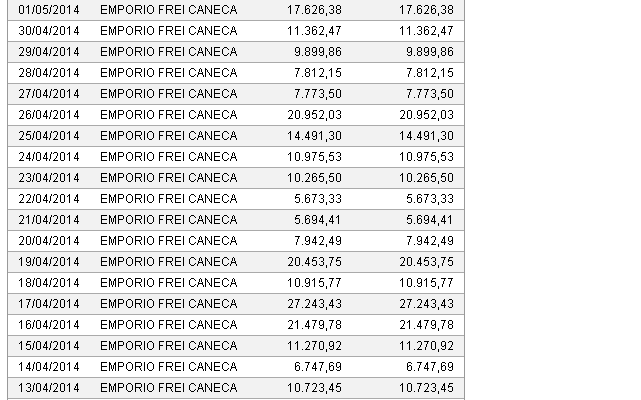 01/05/2014 EMPORIO FREI CANECA 17.626,38 17.626,38
30/04/2014 EMPORIO FREI CANECA 11.362,47 11.362,47
29/04/2014 EMPORIO FREI CANECA 9.899,86 9.899,86
28/04/2014 EMPORIO FREI CANECA 7.812,15 7.812,15
27/04/2014 EMPORIO FREI CANECA 7.773,50 7.773,50
26/04/2014 EMPORIO FREI CANECA 20.952,03 20.952,03
25/04/2014 EMPORIO FREI CANECA 14.491,30 14.491,30
24/04/2014 EMPORIO FREI CANECA 10.975,53 10.975,53
23/04/2014 EMPORIO FREI CANECA 10.265,50 10.265,50
22/04/2014 EMPORIO FREI CANECA 5.673,33 5.673,33
21/04/2014 EMPORIO FREI CANECA 5.694,41 5.694,41
20/04/2014 EMPORIO FREI CANECA 7.942,49 7.942,49
19/04/2014 EMPORIO FREI CANECA 20.453,75 20.453,75
18/04/2014 EMPORIO FREI CANECA 10.915,77 10.915,77
17/04/2014 EMPORIO FREI CANECA 27.243,43 27.243,43
16/04/2014 EMPORIO FREI CANECA 21.479,78 21.479,78
15/04/2014 EMPORIO FREI CANECA 11.270,92 11.270,92
14/04/2014 EMPORIO FREI CANECA 6.747,69 6.747,69
13/04/2014 EMPORIO FREI CANECA 10.723,45 10.723,45